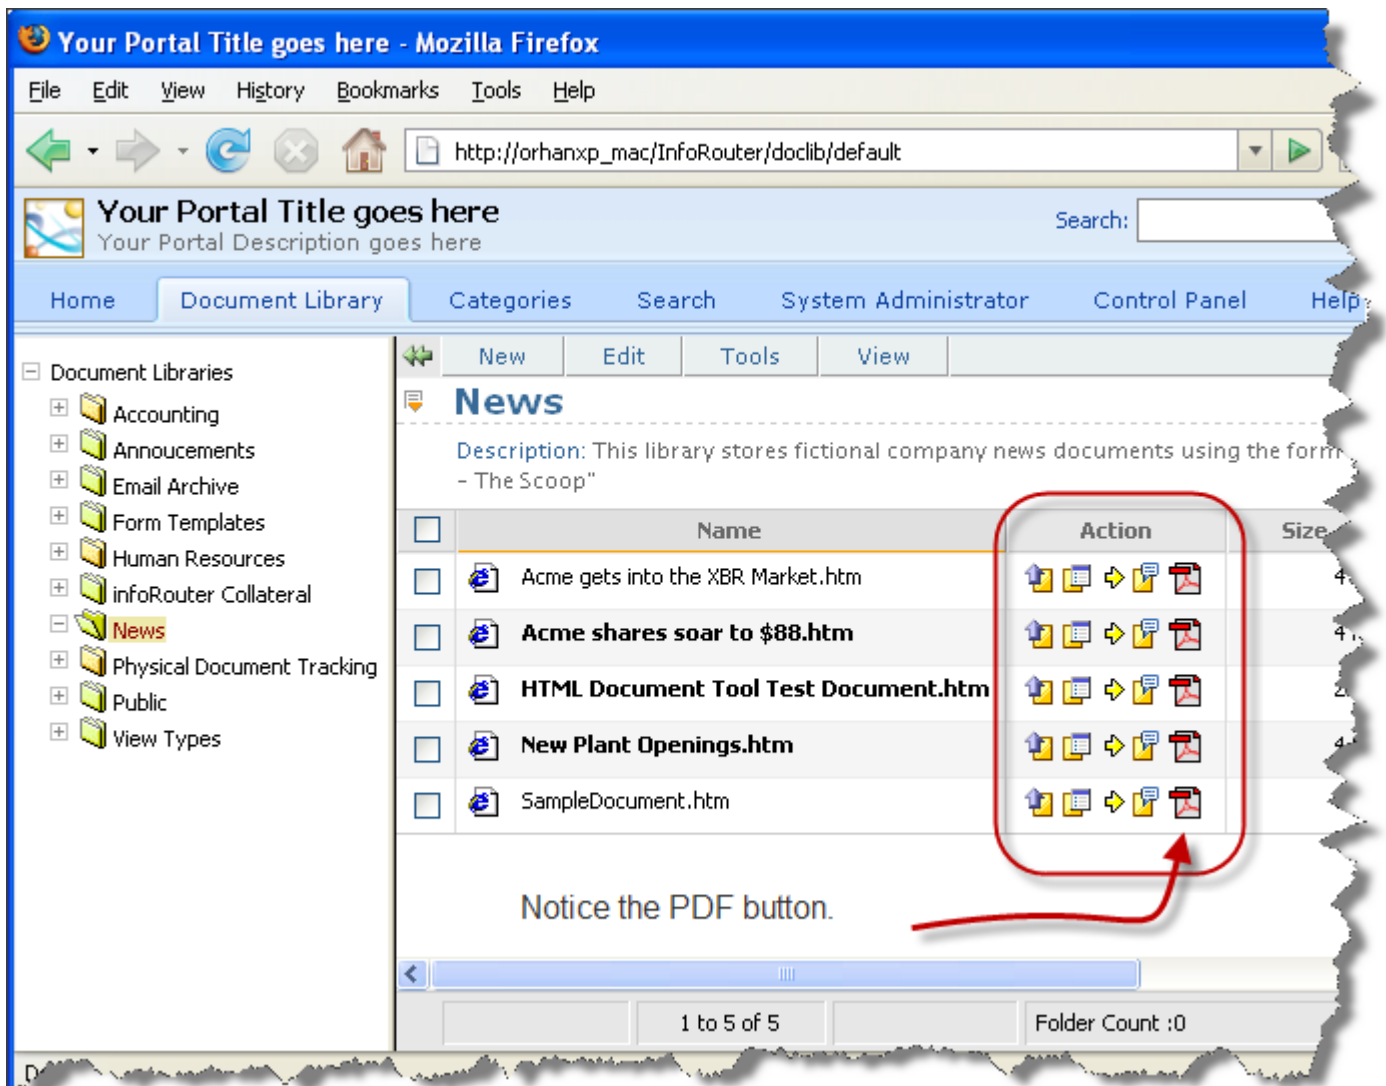 Your Portal Title goes here - Mozilla Firefox
File Edit View History Bookmarks Tools Help
http://orhanxp_mac/InfoRouter/doclib/default
Your Portal Title goes here
Your Portal Description goes here
Search:
Home Document Library Categories Search System Administrator Control Panel Help
Document Libraries
Accounting
Annoucements
Email Archive
Form Templates
Human Resources
infoRouter Collateral
News
Physical Document Tracking
Public
View Types
New Edit Tools View
News
Description: This library stores fictional company news documents using the form
- The Scoop"
Name Action Size
Acme gets into the XBR Market.htm
Acme shares soar to $88.htm
HTML Document Tool Test Document.htm
New Plant Openings.htm
SampleDocument.htm
Notice the PDF button.
1 to 5 of 5
Folder Count :0